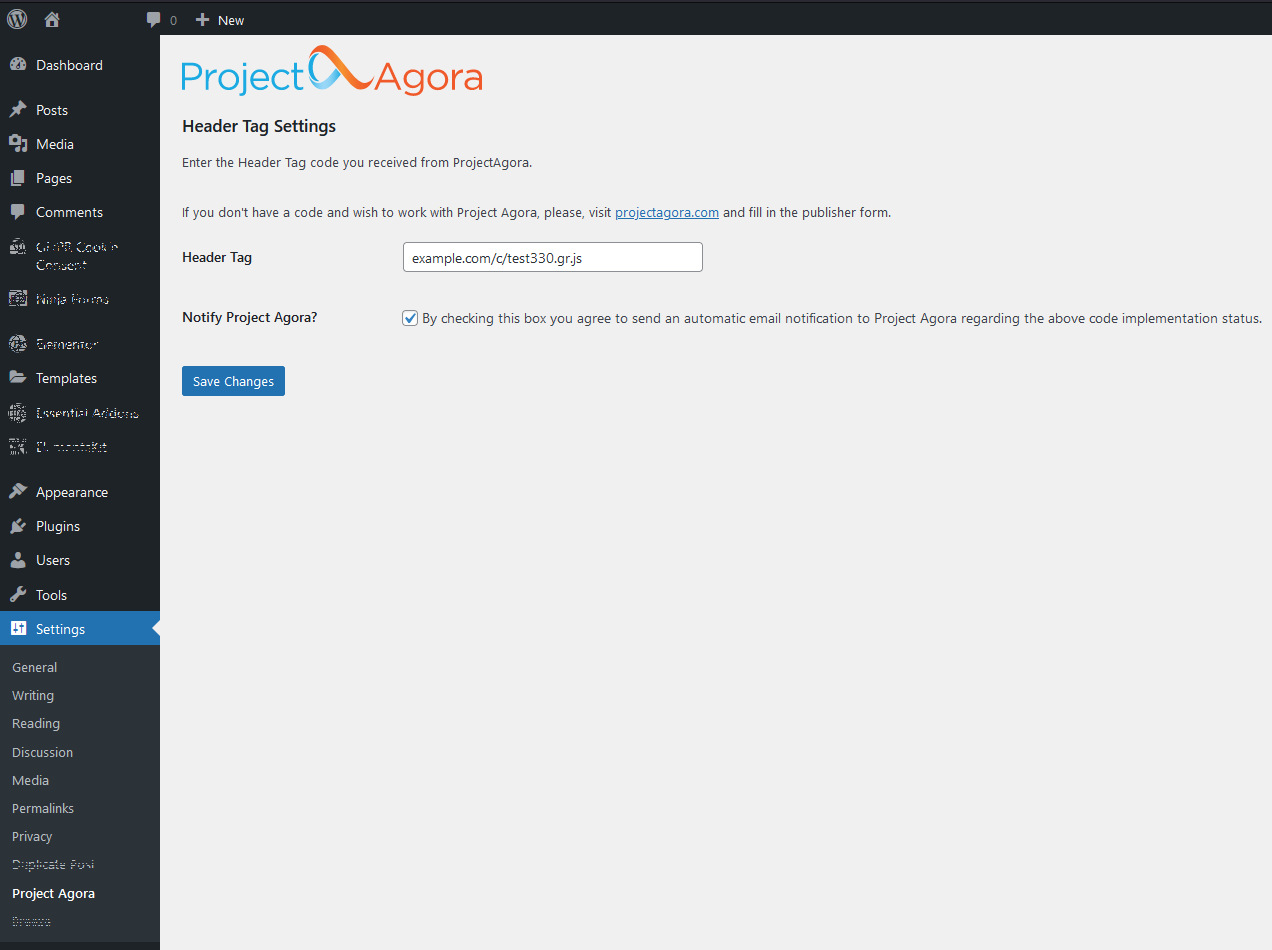 0
New
Dashboard
Posts
Media
Pages
Comments
Consent
Ninja Forms
Elementor
Templates
Essential Addons
ElementsKit
Appearance
Plugins
Users
Tools
Settings
General
Writing
Reading
Discussion
Media
Permalinks
Privacy
Duplicate Post
Project Agora
Project Agora
Header Tag Settings
Enter the Header Tag code you received from ProjectAgora.
If you don't have a code and wish to work with Project Agora, please, visit projectagora.com and fill in the publisher form.
Header Tag
example.com/c/test330.gr.js
Notify Project Agora?
By checking this box you agree to send an automatic email notification to Project Agora regarding the above code implementation status.
Save Changes